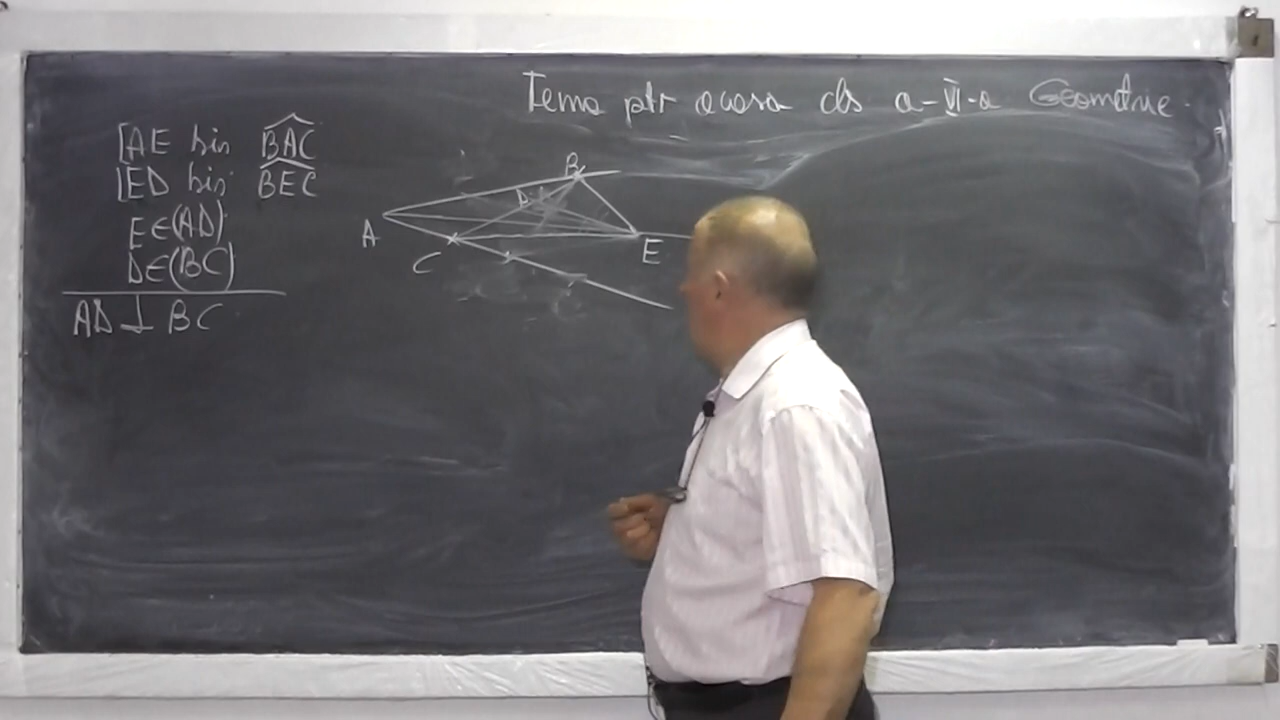 Tema ptr acasa cls a-VI-a Geometrie.
[AE bis BAC
[ED bis BEC
E∈(AD)
D∈(BC)
AD ⊥ BC
B
D
A
C
E